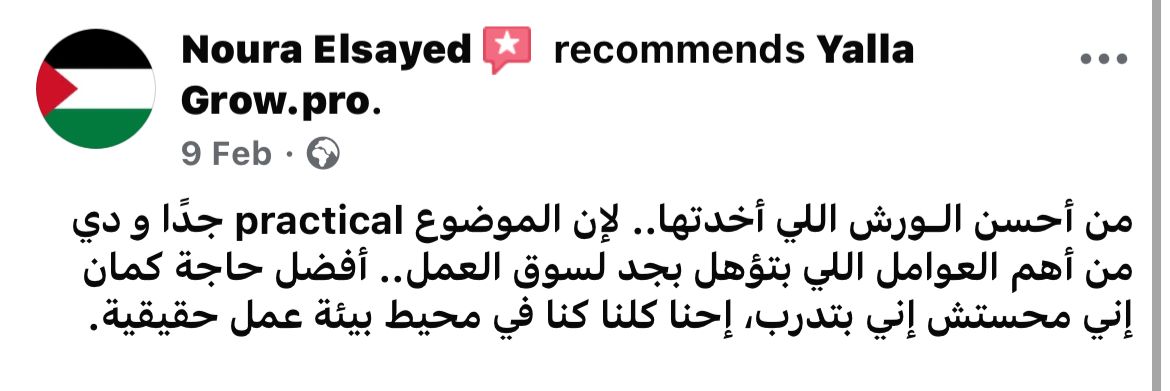 Noura Elsayed recommends Yalla
Grow.pro.
9 Feb ·
من أحسن الـورش اللي أخدتها.. لإن الموضوع practical جدًا و دي
من أهم العوامل اللي بتؤهل بجد لسوق العمل.. أفضل حاجة كمان
إني محستش إني بتدرب، إحنا كلنا كنا في محيط بيئة عمل حقيقية.